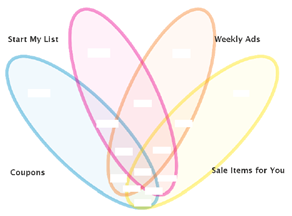 Start My List
Weekly Ads
Coupons
Sale Items for You